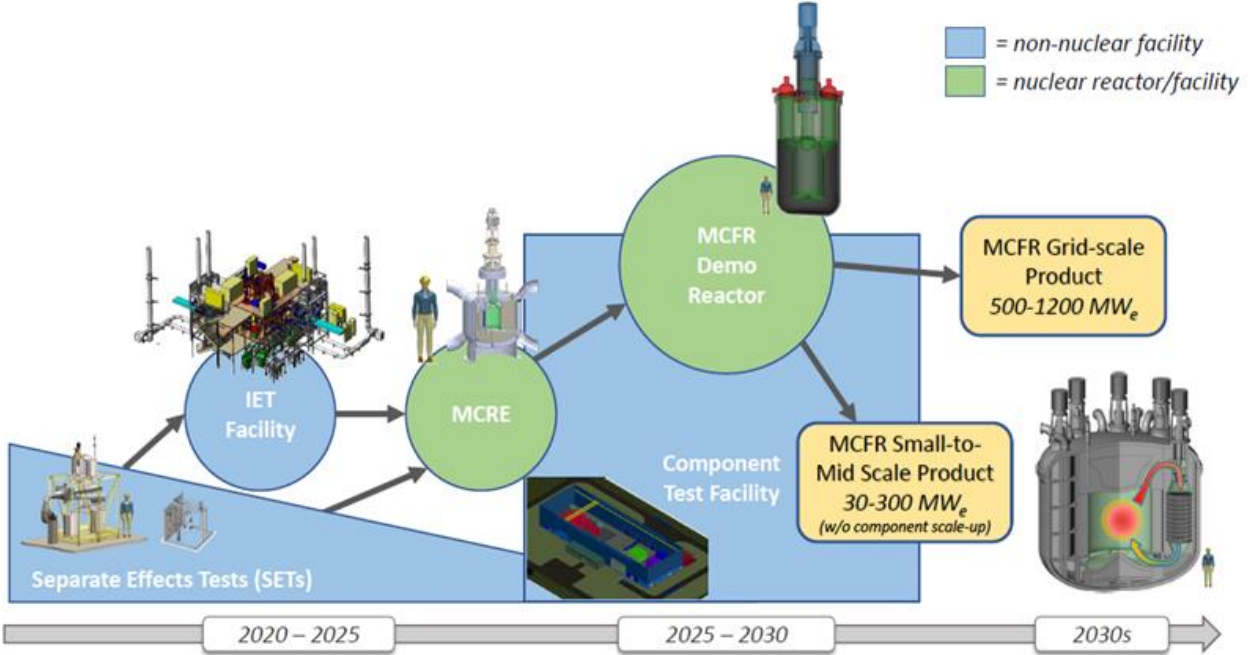 = non-nuclear facility
= nuclear reactor/facility
MCFR
Demo
Reactor
MCFR Grid-scale
Product
500-1200 MWe
IET
Facility
MCRE
Component
Test Facility
MCFR Small-to-
Mid Scale Product
30-300 MWe
(w/o component scale-up)
Separate Effects Tests (SETs)
2020 – 2025
2025 – 2030
2030s